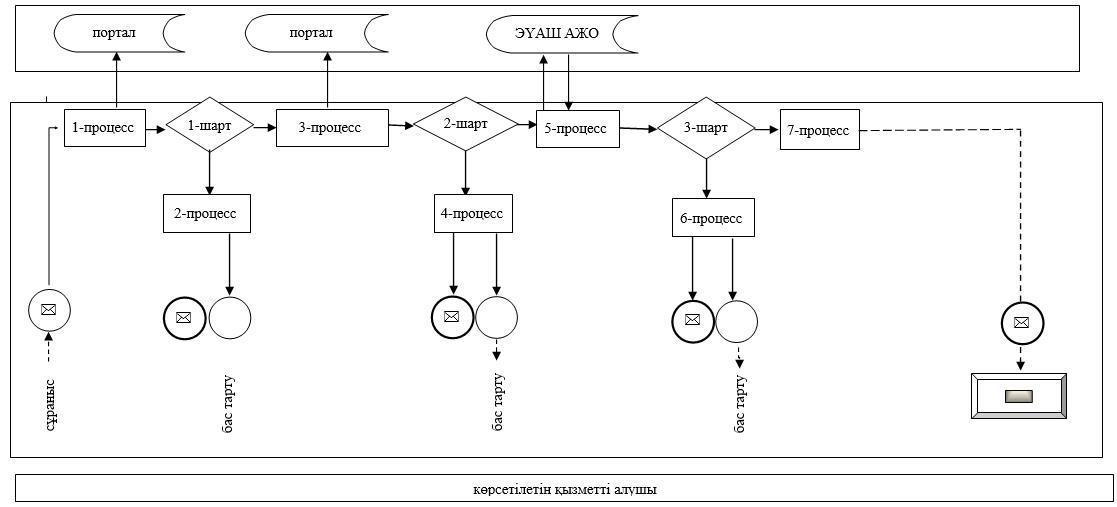 портал
портал
ЭҮАШ АЖО
1-процесс
1-шарт
3-процесс
2-шарт
5-процесс
3-шарт
7-процесс
2-процесс
4-процесс
6-процесс
сұраныс
бас тарту
бас тарту
бас тарту
көрсетілетін қызметті алушы